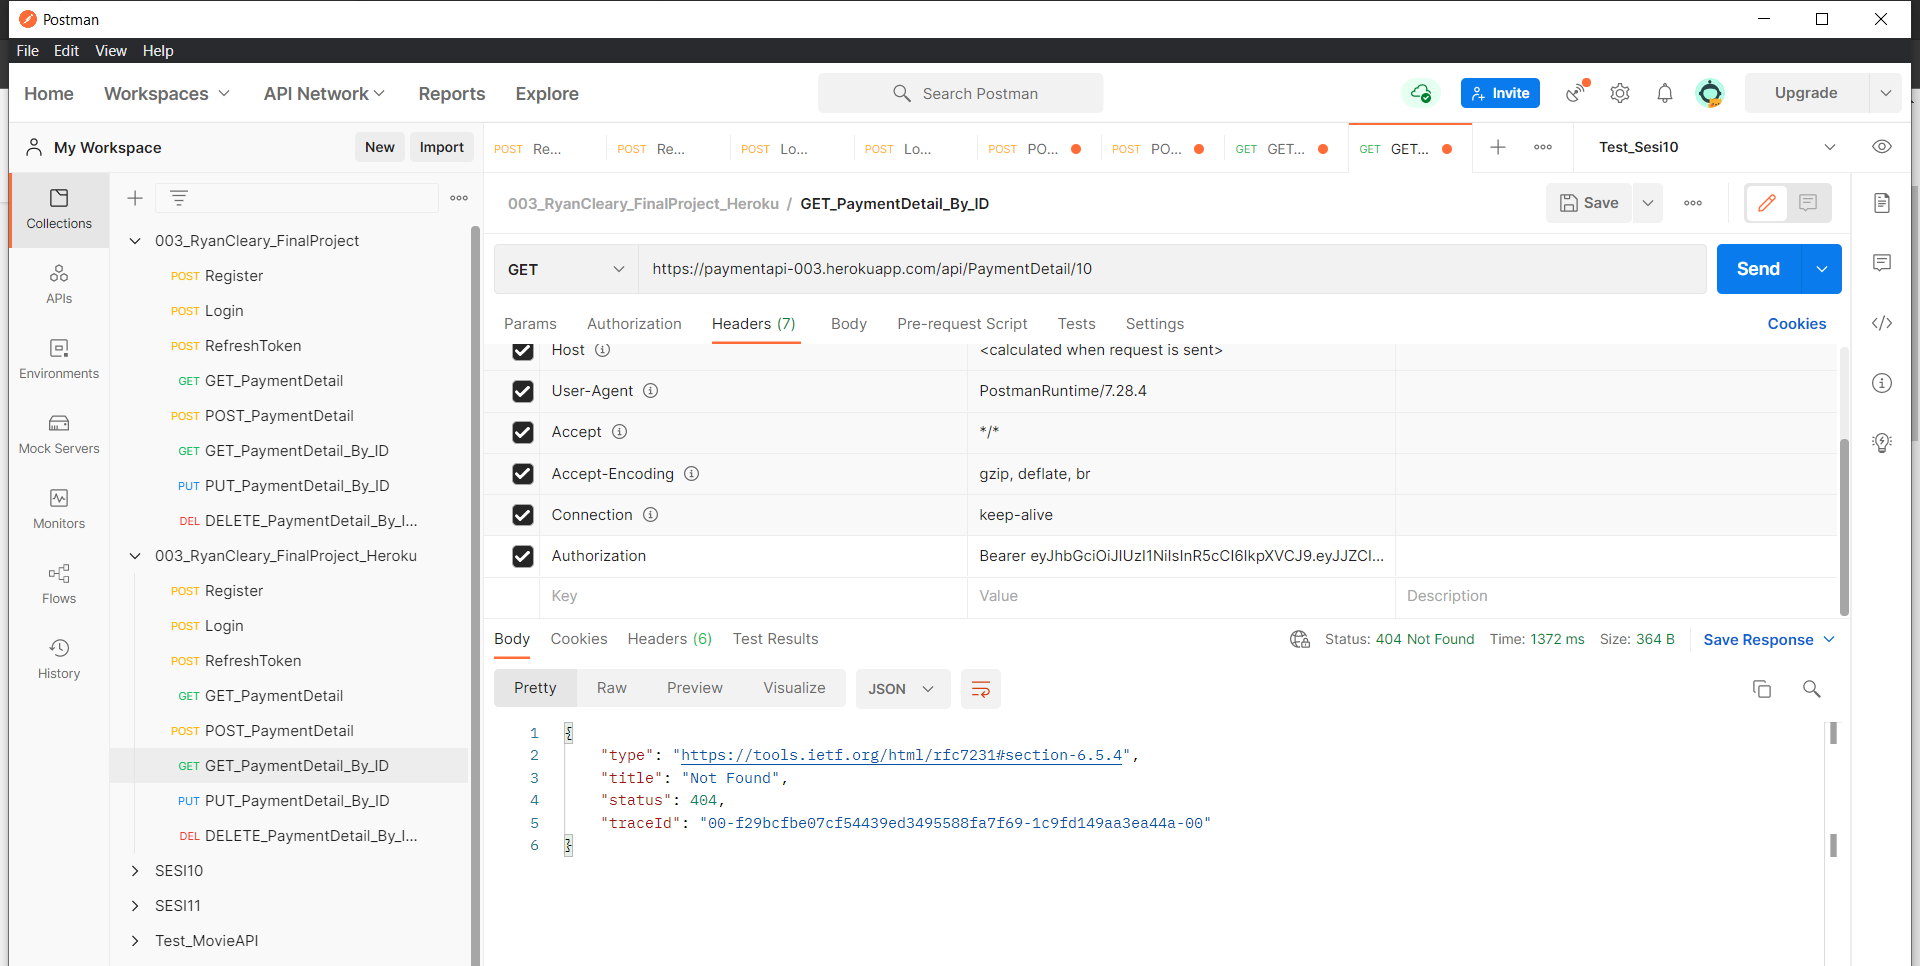 Postman
File Edit View Help
Home Workspaces API Network Reports Explore Search Postman Invite Upgrade
My Workspace New Import
POST Re... POST Re... POST Lo... POST Lo... POST PO... POST PO... GET GET... GET GET... Test_Sesi10
Collections
APIs
Environments
Mock Servers
Monitors
Flows
History
003_RyanCleary_FinalProject
POST Register
POST Login
POST RefreshToken
GET GET_PaymentDetail
POST POST_PaymentDetail
GET GET_PaymentDetail_By_ID
PUT PUT_PaymentDetail_By_ID
DEL DELETE_PaymentDetail_By_I...
003_RyanCleary_FinalProject_Heroku
POST Register
POST Login
POST RefreshToken
GET GET_PaymentDetail
POST POST_PaymentDetail
GET GET_PaymentDetail_By_ID
PUT PUT_PaymentDetail_By_ID
DEL DELETE_PaymentDetail_By_I...
SESI10
SESI11
Test_MovieAPI
003_RyanCleary_FinalProject_Heroku / GET_PaymentDetail_By_ID Save
GET https://paymentapi-003.herokuapp.com/api/PaymentDetail/10 Send
Params Authorization Headers (7) Body Pre-request Script Tests Settings Cookies
Host <calculated when request is sent>
User-Agent PostmanRuntime/7.28.4
Accept */*
Accept-Encoding gzip, deflate, br
Connection keep-alive
Authorization Bearer eyJhbGciOiJIUzI1NiIsInR5cCI6IkpXVCJ9.eyJJZCI...
Key Value Description
Body Cookies Headers (6) Test Results Status: 404 Not Found Time: 1372 ms Size: 364 B Save Response
Pretty Raw Preview Visualize JSON
1 {
2 "type": "https://tools.ietf.org/html/rfc7231#section-6.5.4",
3 "title": "Not Found",
4 "status": 404,
5 "traceId": "00-f29bcfbe07cf54439ed3495588fa7f69-1c9fd149aa3ea44a-00"
6 }